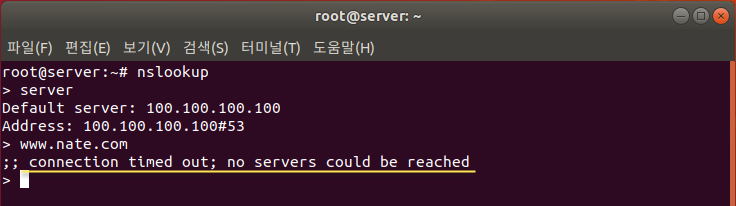 root@server: ~
파일(F) 편집(E) 보기(V) 검색(S) 터미널(T) 도움말(H)
root@server:~# nslookup
> server
Default server: 100.100.100.100
Address: 100.100.100.100#53
> www.nate.com
;; connection timed out; no servers could be reached
>